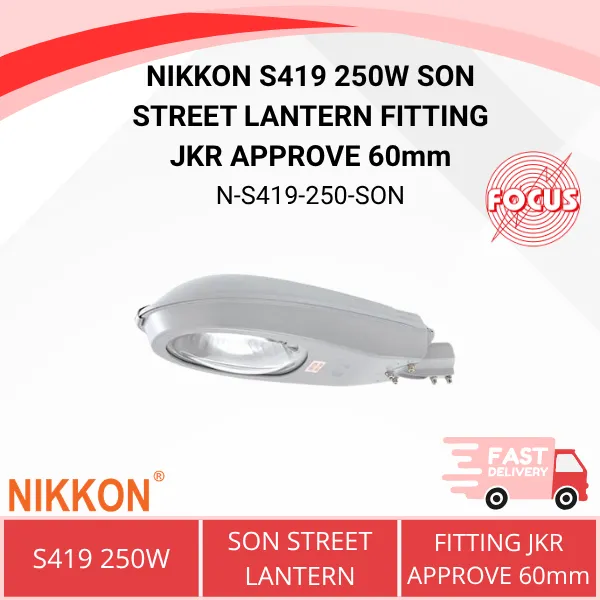 NIKKON S419 250W SON
STREET LANTERN FITTING
JKR APPROVE 60mm
N-S419-250-SON
FOCUS
FAST
DELIVERY
NIKKON®
S419 250W
SON STREET
LANTERN
FITTING JKR
APPROVE 60mm